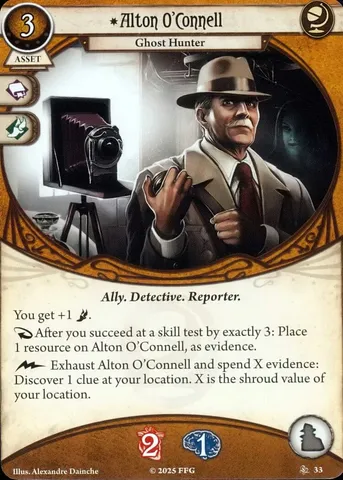 3
Alton O'Connell
Ghost Hunter
ASSET
Ally. Detective. Reporter.
You get +1
After you succeed at a skill test by exactly 3: Place
1 resource on Alton O'Connell, as evidence.
Exhaust Alton O'Connell and spend X evidence:
Discover 1 clue at your location. X is the shroud value of
your location.
2
1
Illus. Alexandre Dainche
© 2025 FFG
33